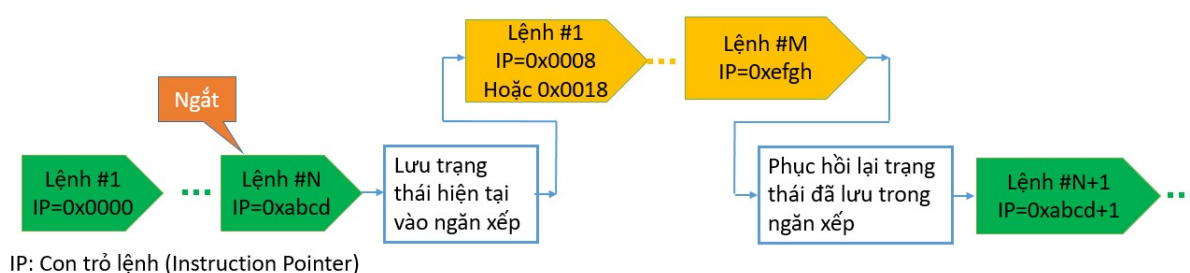 Lệnh #1
IP=0x0008
Hoặc 0x0018
Lệnh #M
IP=0xefgh
Ngắt
Lệnh #1
IP=0x0000
Lệnh #N
IP=0xabcd
Lưu trạng
thái hiện tại
vào ngăn xếp
Phục hồi lại trạng
thái đã lưu trong
ngăn xếp
Lệnh #N+1
IP=0xabcd+1
IP: Con trỏ lệnh (Instruction Pointer)